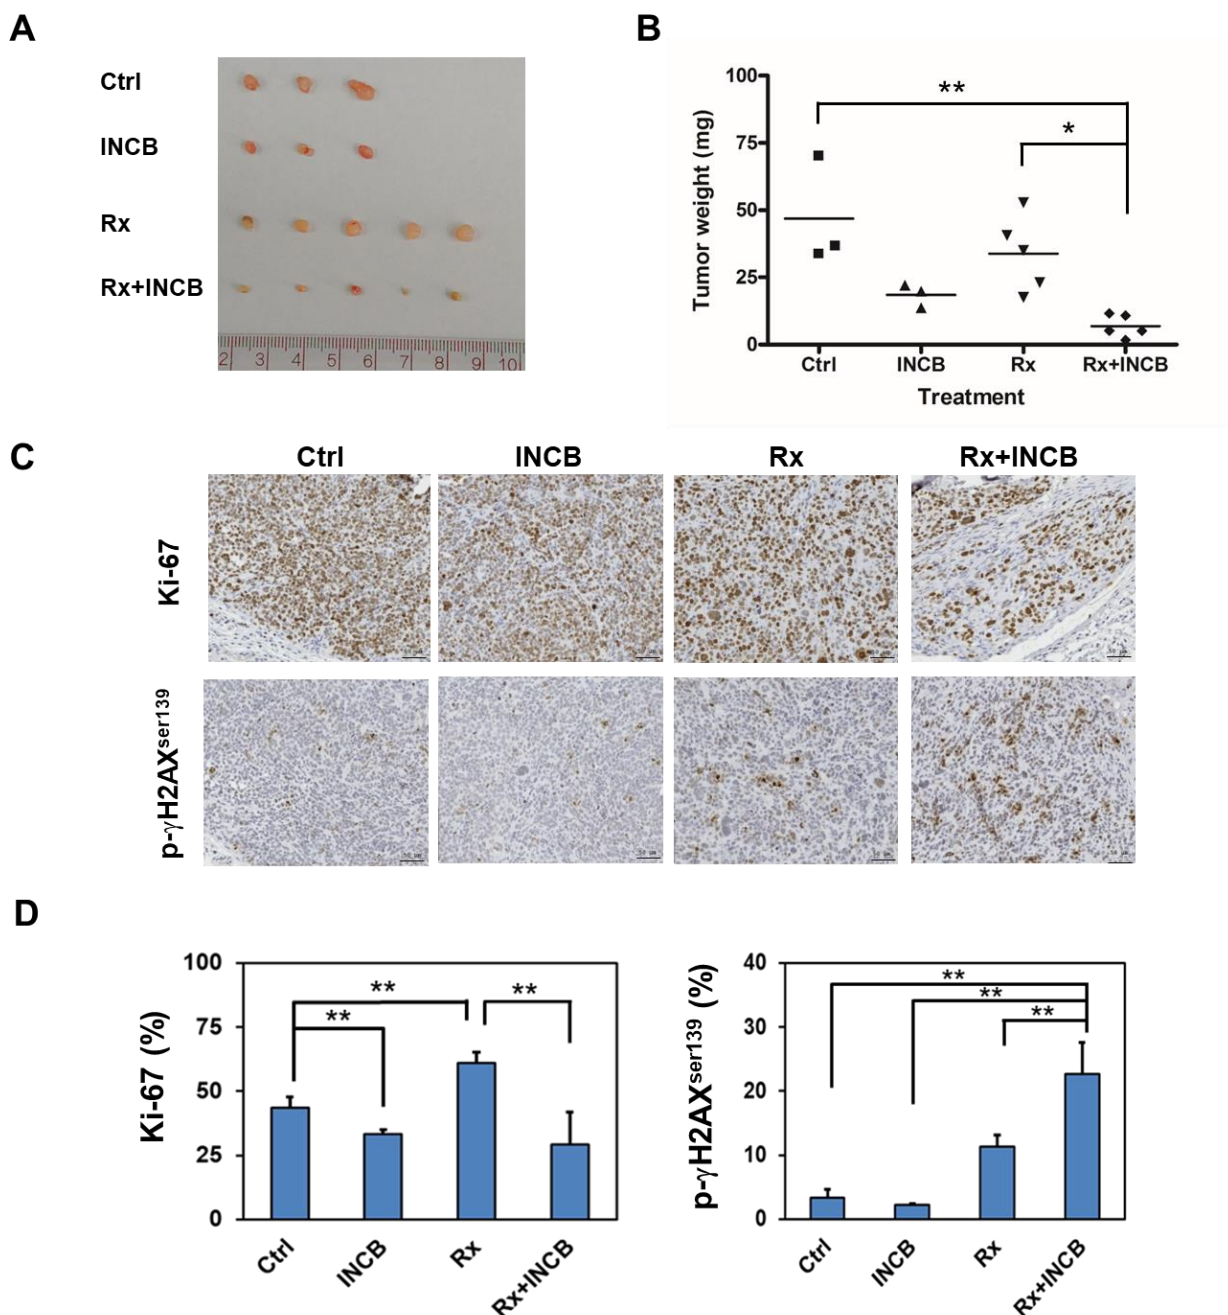 A
Ctrl
INCB
Rx
Rx+INCB
2 3 4 5 6 7 8 9 10
B
Tumor weight (mg)
100
75
50
25
0
**
*
Ctrl INCB Rx Rx+INCB
Treatment
C
Ctrl INCB Rx Rx+INCB
Ki-67
p-γH2AXser139
50 µm
D
Ki-67 (%)
100
75
50
25
0
**
**
**
Ctrl INCB Rx Rx+INCB
p-γH2AXser139 (%)
40
30
20
10
0
**
**
**
Ctrl INCB Rx Rx+INCB